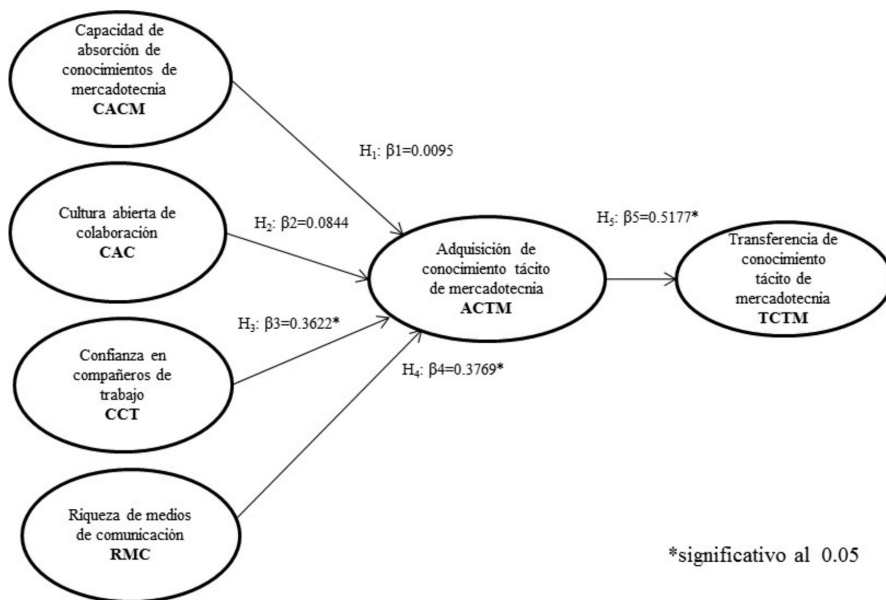 Capacidad de
absorción de
conocimientos de
mercadotecnia
CACM
H₁: β1=0.0095
Cultura abierta de
colaboración
CAC
H₂: β2=0.0844
Confianza en
compañeros de
trabajo
CCT
H₃: β3=0.3622*
Riqueza de medios
de comunicación
RMC
H₄: β4=0.3769*
Adquisición de
conocimiento tácito
de mercadotecnia
ACTM
H₅: β5=0.5177*
Transferencia de
conocimiento
tácito de
mercadotecnia
TCTM
*significativo al 0.05